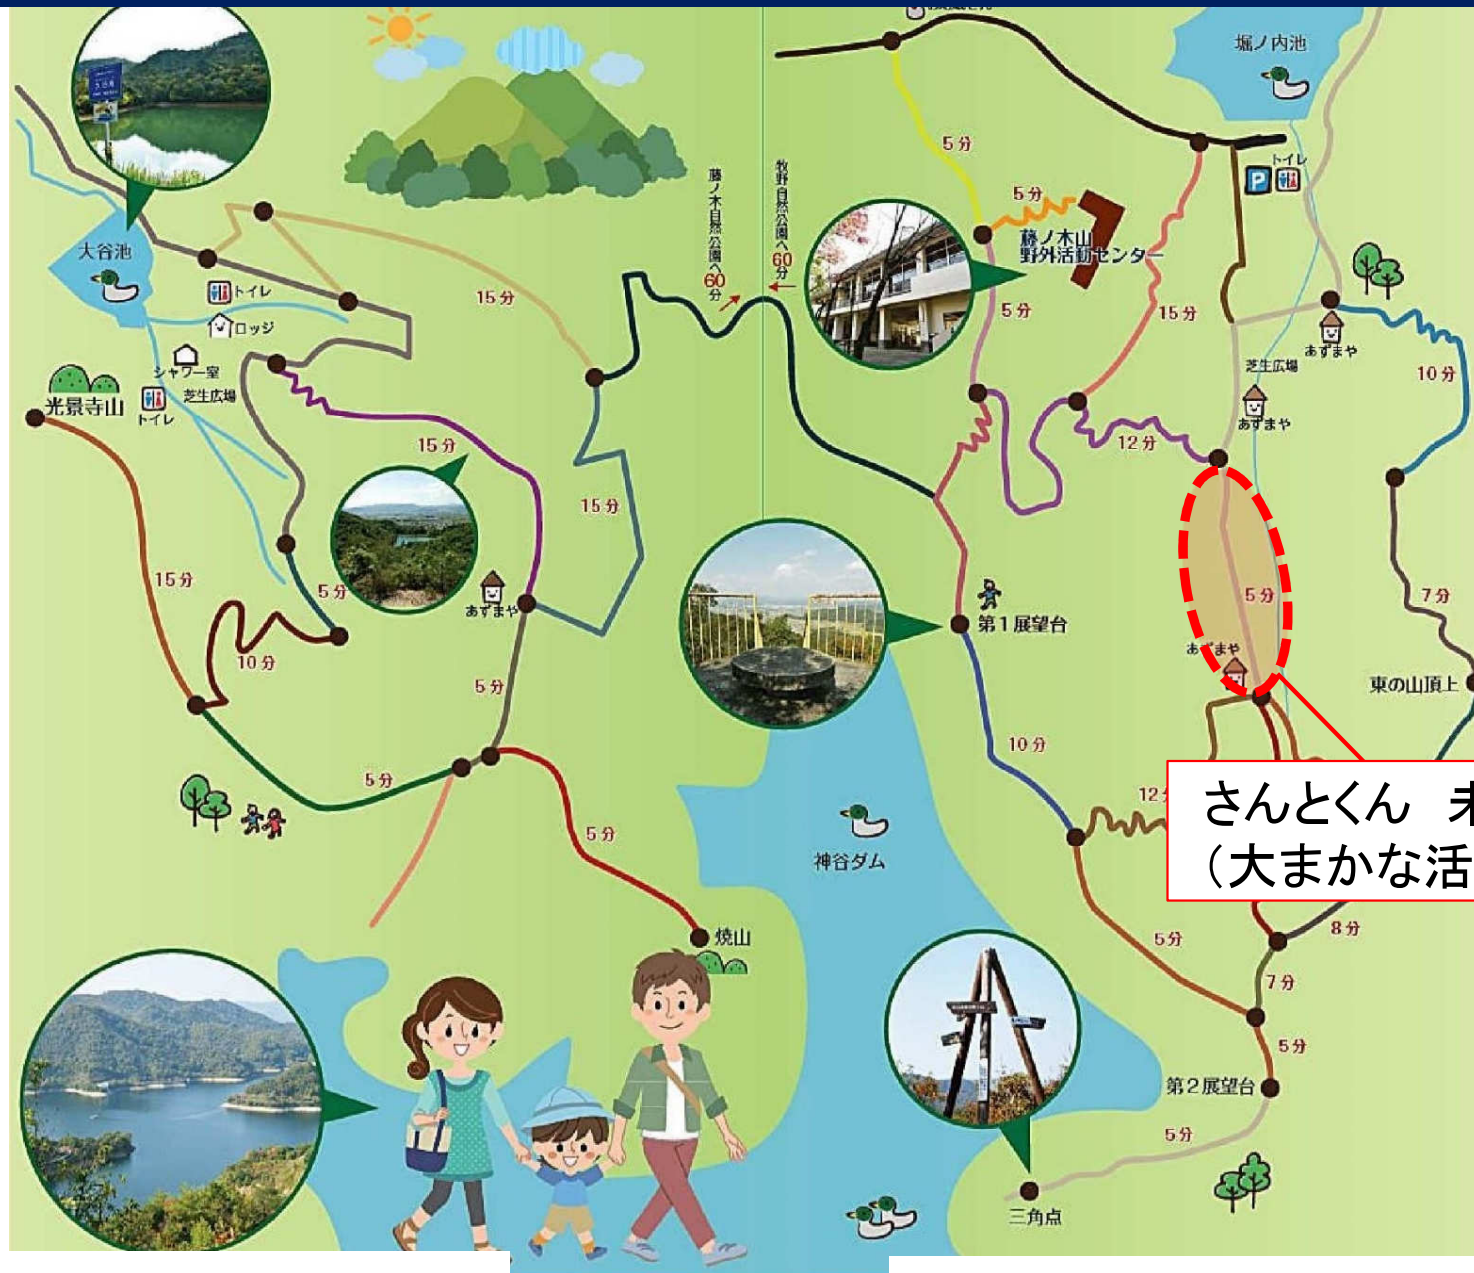 堀ノ内池
トイレ
5分
5分
藤ノ木山
野外活動センター
藤ノ木自然公園へ60分
牧野自然公園へ60分
大谷池
トイレ
ロッジ
シャワー室
芝生広場
トイレ
光景寺山
15分
5分
15分
あずまや
芝生広場
あずまや
10分
15分
12分
15分
15分
5分
10分
あずまや
5分
第1展望台
5分
あずまや
7分
東の山頂上
10分
5分
5分
焼山
神谷ダム
12
さんとくん 未
（大まかな活
8分
5分
7分
5分
第2展望台
5分
三角点